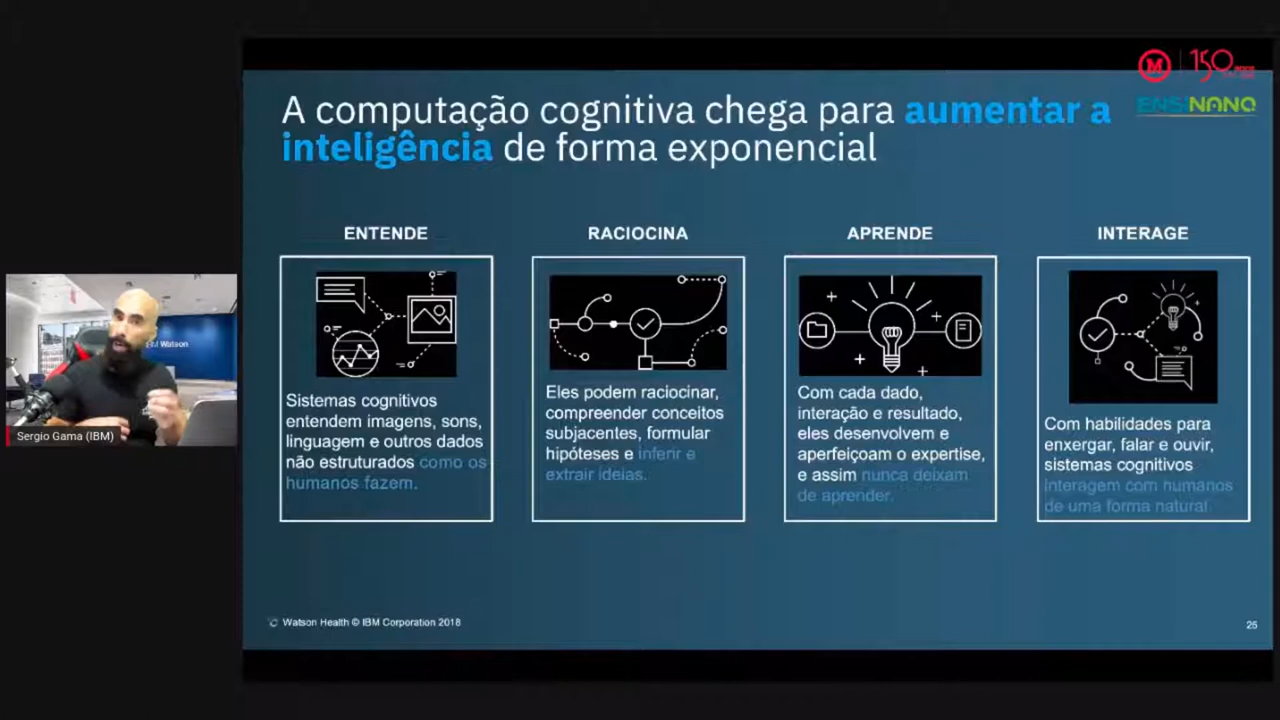 M | 150 anos
ENSINANO
A computação cognitiva chega para aumentar a
inteligência de forma exponencial
ENTENDE
Sistemas cognitivos
entendem imagens, sons,
linguagem e outros dados
não estruturados como os
humanos fazem.
RACIOCINA
Eles podem raciocinar,
compreender conceitos
subjacentes, formular
hipóteses e inferir e
extrair ideias.
APRENDE
Com cada dado,
interação e resultado,
eles desenvolvem e
aperfeiçoam o expertise,
e assim nunca deixam
de aprender.
INTERAGE
Com habilidades para
enxergar, falar e ouvir,
sistemas cognitivos
interagem com humanos
de uma forma natural.
Watson
Sergio Gama (IBM)
Watson Health © IBM Corporation 2018
25